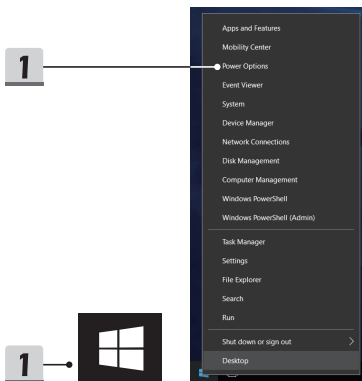 Apps and Features
Mobility Center
1
Power Options
Event Viewer
System
Device Manager
Network Connections
Disk Management
Computer Management
Windows PowerShell
Windows PowerShell (Admin)
Task Manager
Settings
File Explorer
Search
Run
Shut down or sign out
1
Desktop